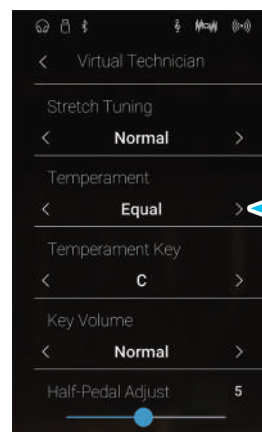 Virtual Technician
Stretch Tuning
Normal
Temperament
Equal
Temperament Key
C
Key Volume
Normal
Half-Pedal Adjust 5